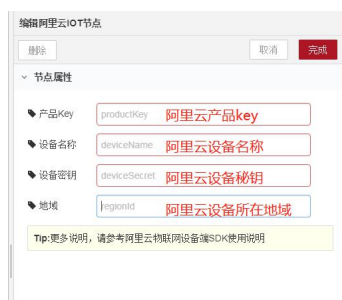 编辑阿里云IOT节点
删除 取消 完成
节点属性
产品Key productKey 阿里云产品key
设备名称 deviceName 阿里云设备名称
设备密钥 deviceSecret 阿里云设备秘钥
地域 regionId 阿里云设备所在地域
Tip:更多说明，请参考阿里云物联网设备端SDK使用说明